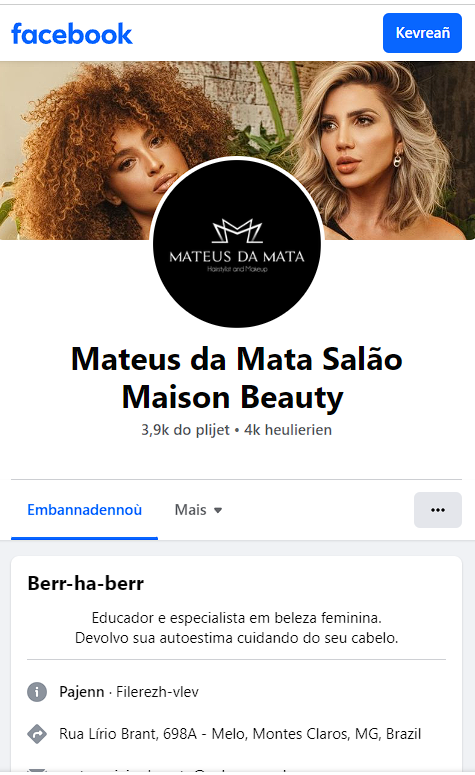 facebook
Kevreañ
MATEUS DA MATA
Hairstylist and Makeup
Mateus da Mata Salão
Maison Beauty
3,9k do plijet • 4k heulierien
Embannadennoù
Mais
Berr-ha-berr
Educador e especialista em beleza feminina.
Devolvo sua autoestima cuidando do seu cabelo.
Pajenn · Filerezh-vlev
Rua Lírio Brant, 698A - Melo, Montes Claros, MG, Brazil